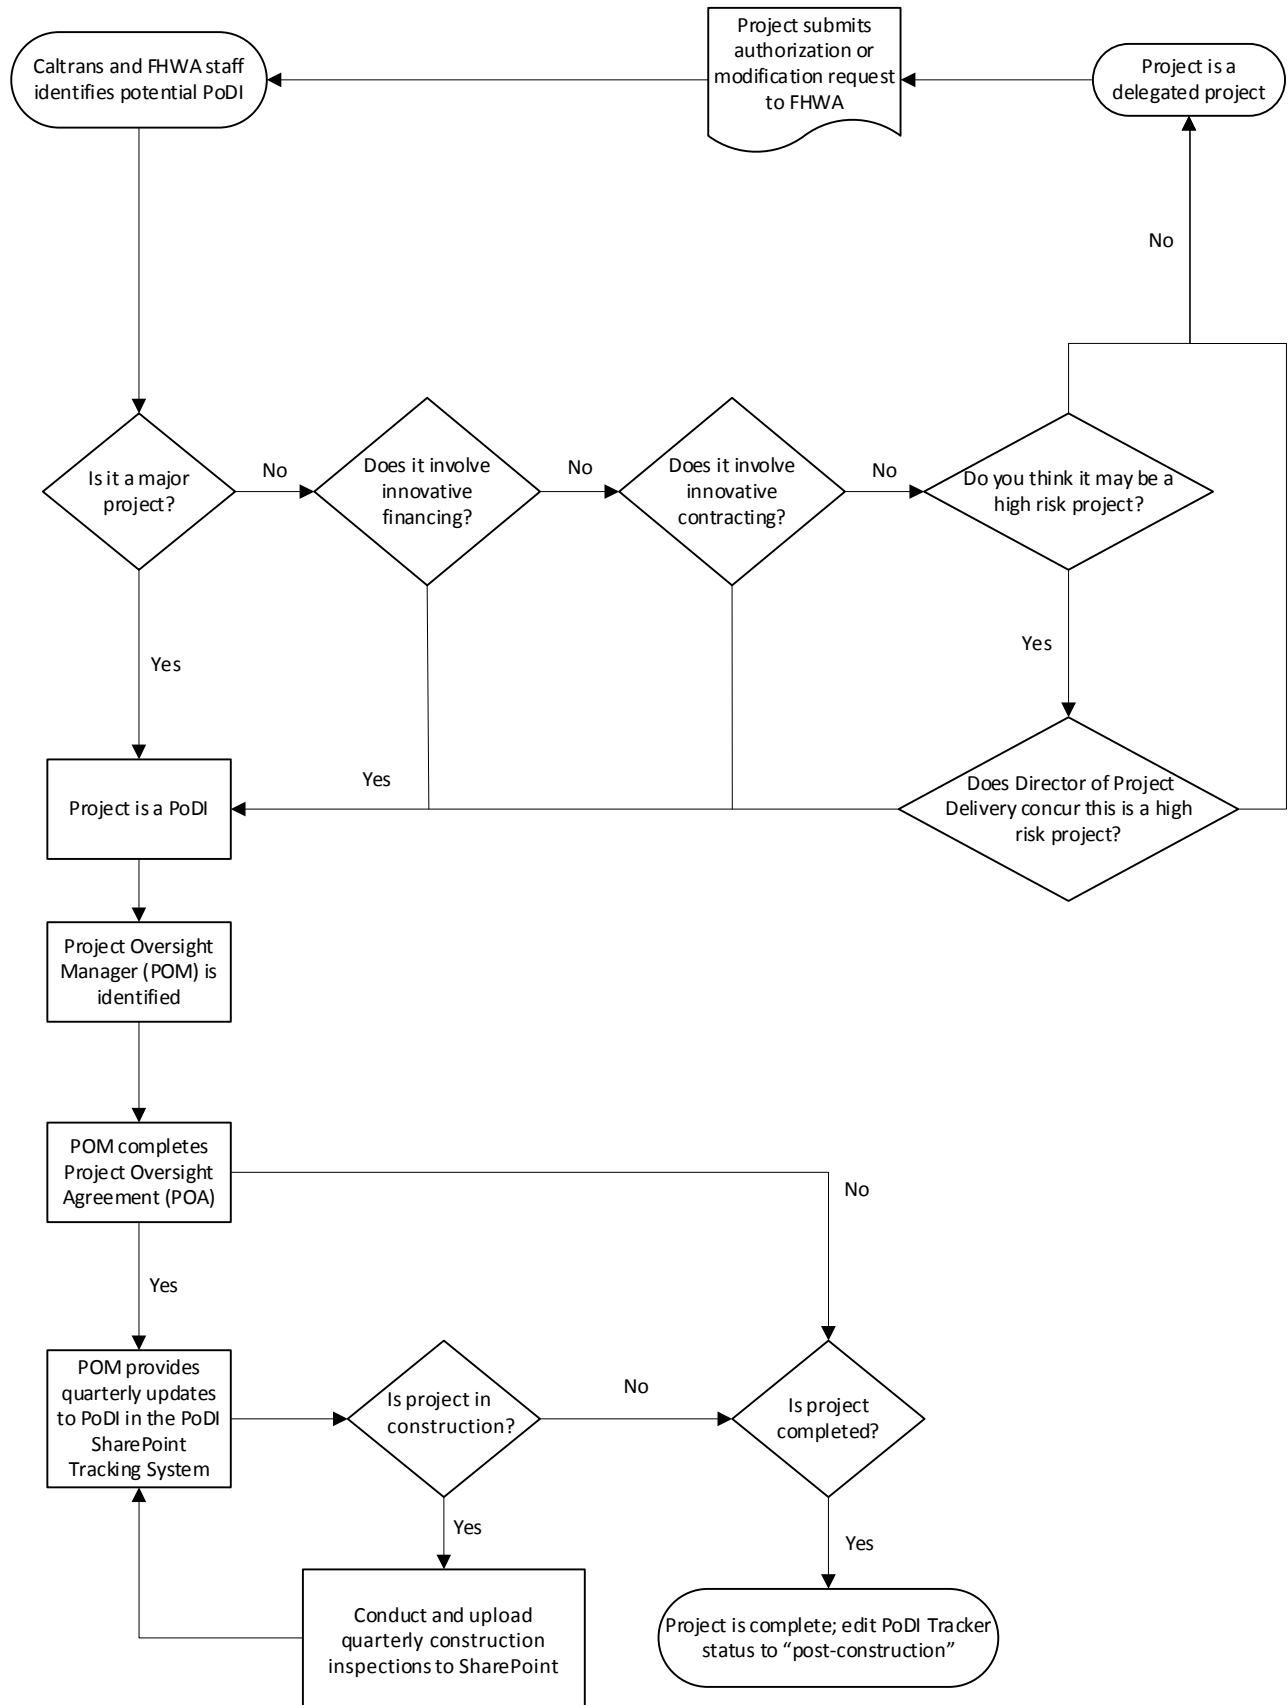 Caltrans and FHWA staff
identifies potential PoDI
Project submits
authorization or
modification request
to FHWA
Project is a
delegated project
No
Is it a major
project?
No
Does it involve
innovative
financing?
No
Does it involve
innovative
contracting?
No
Do you think it may be a
high risk project?
Yes
Yes
Project is a PoDI
Yes
Does Director of Project
Delivery concur this is a high
risk project?
Project Oversight
Manager (POM) is
identified
POM completes
Project Oversight
Agreement (POA)
No
Yes
POM provides
quarterly updates
to PoDI in the PoDI
SharePoint
Tracking System
Is project in
construction?
No
Is project
completed?
Yes
Yes
Conduct and upload
quarterly construction
inspections to SharePoint
Project is complete; edit PoDI Tracker
status to “post-construction”